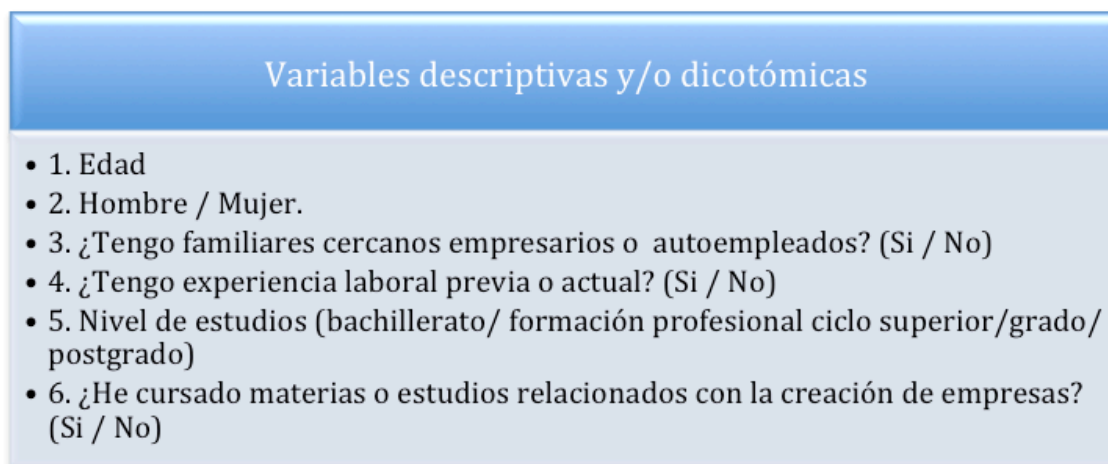 Variables descriptivas y/o dicotómicas
• 1. Edad
• 2. Hombre / Mujer.
• 3. ¿Tengo familiares cercanos empresarios o  autoempleados? (Si / No)
• 4. ¿Tengo experiencia laboral previa o actual? (Si / No)
• 5. Nivel de estudios (bachillerato/ formación profesional ciclo superior/grado/
postgrado)
• 6. ¿He cursado materias o estudios relacionados con la creación de empresas?
(Si / No)